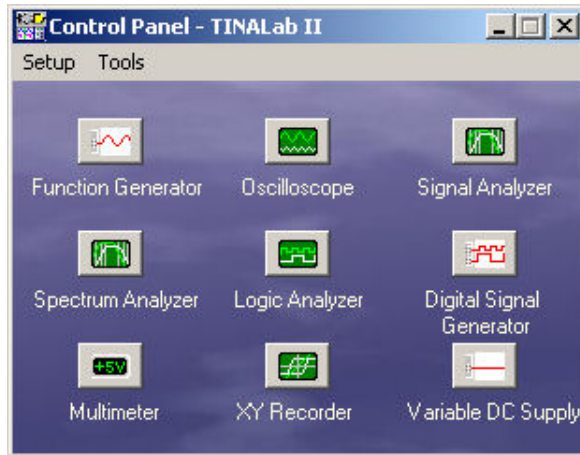 Control Panel - TINALab II
Setup Tools
Function Generator Oscilloscope Signal Analyzer
Spectrum Analyzer Logic Analyzer Digital Signal
Generator
+5V
Multimeter XY Recorder Variable DC Supply